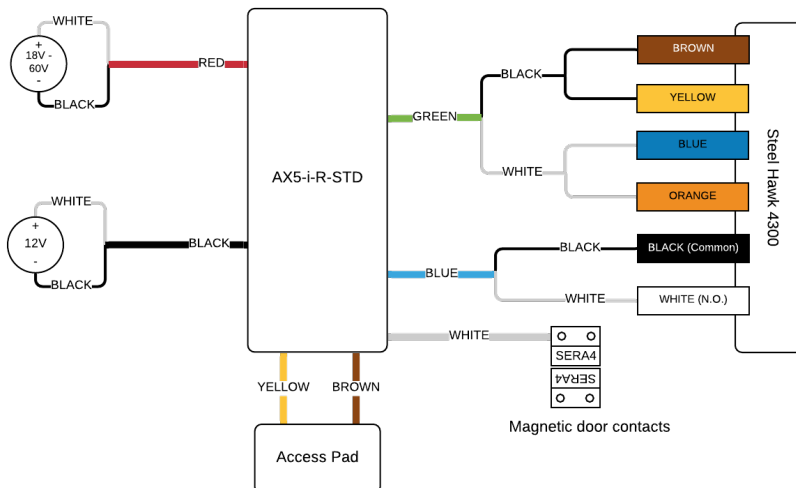 WHITE
+
18V -
60V
-
BLACK
RED
WHITE
+
12V
-
BLACK
BLACK
AX5-i-R-STD
GREEN
BLACK
WHITE
BROWN
YELLOW
BLUE
ORANGE
BLUE
BLACK
WHITE
BLACK (Common)
WHITE (N.O.)
Steel Hawk 4300
WHITE
SERA4
SERA4
Magnetic door contacts
YELLOW
BROWN
Access Pad